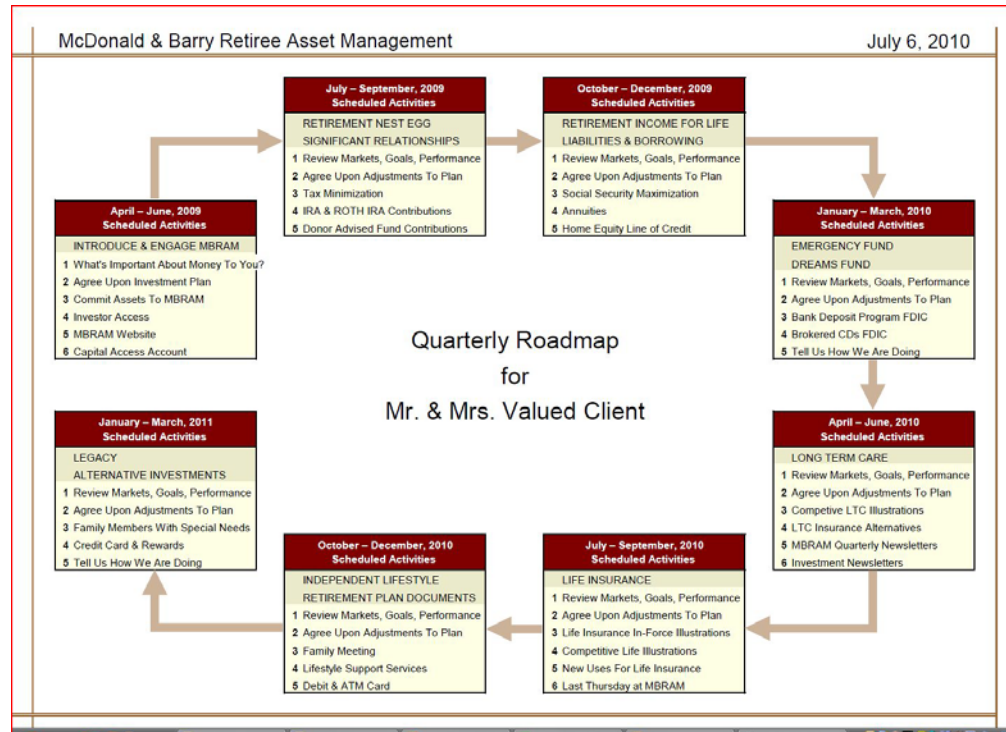 McDonald & Barry Retiree Asset Management
July 6, 2010
April – June, 2009
Scheduled Activities
INTRODUCE & ENGAGE MBRAM
1 What's Important About Money To You?
2 Agree Upon Investment Plan
3 Commit Assets To MBRAM
4 Investor Access
5 MBRAM Website
6 Capital Access Account
July – September, 2009
Scheduled Activities
RETIREMENT NEST EGG
SIGNIFICANT RELATIONSHIPS
1 Review Markets, Goals, Performance
2 Agree Upon Adjustments To Plan
3 Tax Minimization
4 IRA & ROTH IRA Contributions
5 Donor Advised Fund Contributions
October – December, 2009
Scheduled Activities
RETIREMENT INCOME FOR LIFE
LIABILITIES & BORROWING
1 Review Markets, Goals, Performance
2 Agree Upon Adjustments To Plan
3 Social Security Maximization
4 Annuities
5 Home Equity Line of Credit
January – March, 2010
Scheduled Activities
EMERGENCY FUND
DREAMS FUND
1 Review Markets, Goals, Performance
2 Agree Upon Adjustments To Plan
3 Bank Deposit Program FDIC
4 Brokered CDs FDIC
5 Tell Us How We Are Doing
Quarterly Roadmap
for
Mr. & Mrs. Valued Client
April – June, 2010
Scheduled Activities
LONG TERM CARE
1 Review Markets, Goals, Performance
2 Agree Upon Adjustments To Plan
3 Competive LTC Illustrations
4 LTC Insurance Alternatives
5 MBRAM Quarterly Newsletters
6 Investment Newsletters
July – September, 2010
Scheduled Activities
LIFE INSURANCE
1 Review Markets, Goals, Performance
2 Agree Upon Adjustments To Plan
3 Life Insurance In-Force Illustrations
4 Competitive Life Illustrations
5 New Uses For Life Insurance
6 Last Thursday at MBRAM
October – December, 2010
Scheduled Activities
INDEPENDENT LIFESTYLE
RETIREMENT PLAN DOCUMENTS
1 Review Markets, Goals, Performance
2 Agree Upon Adjustments To Plan
3 Family Meeting
4 Lifestyle Support Services
5 Debit & ATM Card
January – March, 2011
Scheduled Activities
LEGACY
ALTERNATIVE INVESTMENTS
1 Review Markets, Goals, Performance
2 Agree Upon Adjustments To Plan
3 Family Members With Special Needs
4 Credit Card & Rewards
5 Tell Us How We Are Doing